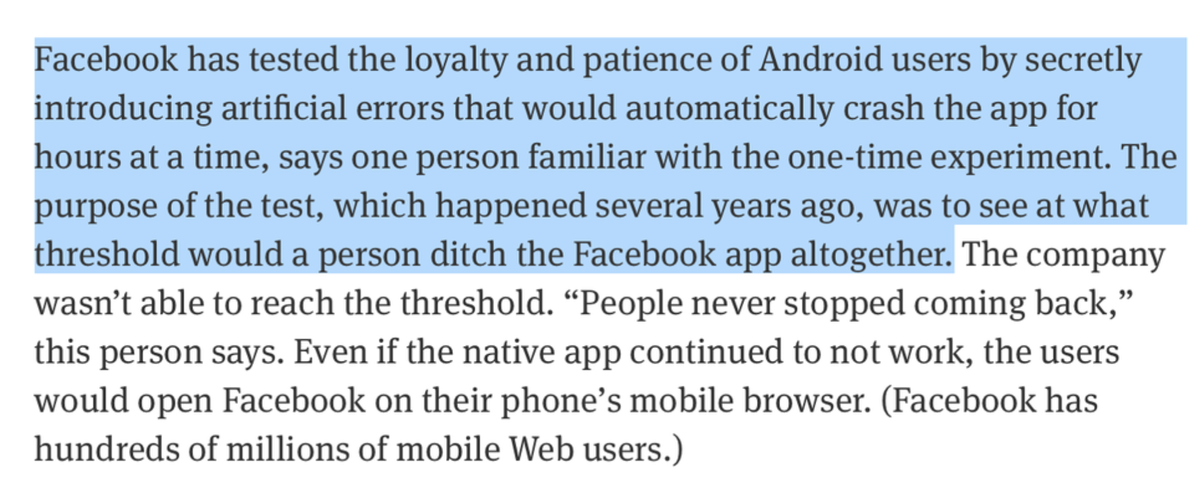 Facebook has tested the loyalty and patience of Android users by secretly
introducing artificial errors that would automatically crash the app for
hours at a time, says one person familiar with the one-time experiment. The
purpose of the test, which happened several years ago, was to see at what
threshold would a person ditch the Facebook app altogether. The company
wasn’t able to reach the threshold. “People never stopped coming back,”
this person says. Even if the native app continued to not work, the users
would open Facebook on their phone’s mobile browser. (Facebook has
hundreds of millions of mobile Web users.)